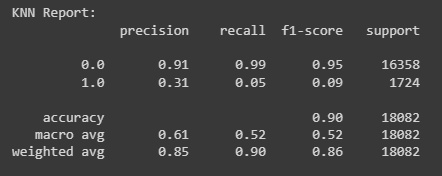 KNN Report:
precision recall f1-score support
0.0 0.91 0.99 0.95 16358
1.0 0.31 0.05 0.09 1724
accuracy 0.90 18082
macro avg 0.61 0.52 0.52 18082
weighted avg 0.85 0.90 0.86 18082